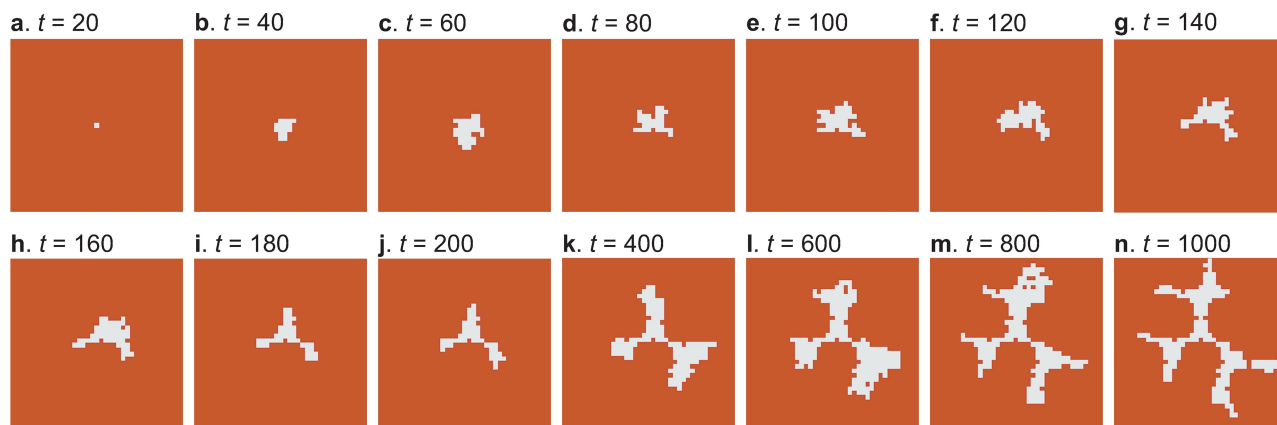 a. t = 20 b. t = 40 c. t = 60 d. t = 80 e. t = 100 f. t = 120 g. t = 140
h. t = 160 i. t = 180 j. t = 200 k. t = 400 l. t = 600 m. t = 800 n. t = 1000